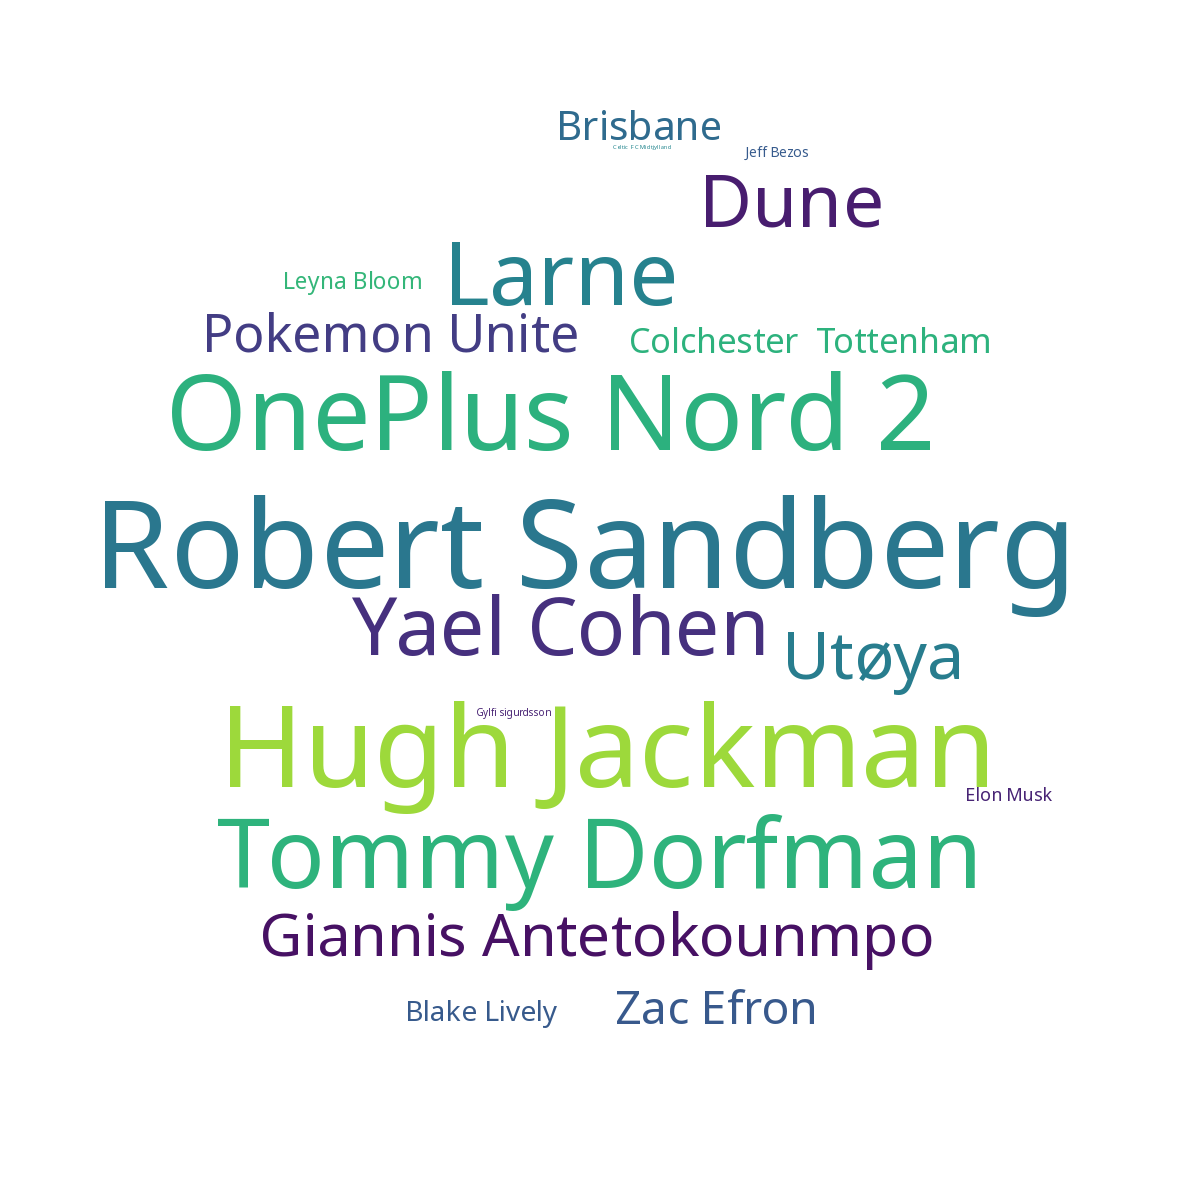 Brisbane
Celtic FC Midtjylland
Jeff Bezos
Dune
Larne
Leyna Bloom
Pokemon Unite
Colchester Tottenham
OnePlus Nord 2
Robert Sandberg
Yael Cohen
Utøya
Hugh Jackman
Gylfi sigurdsson
Elon Musk
Tommy Dorfman
Giannis Antetokounmpo
Blake Lively
Zac Efron